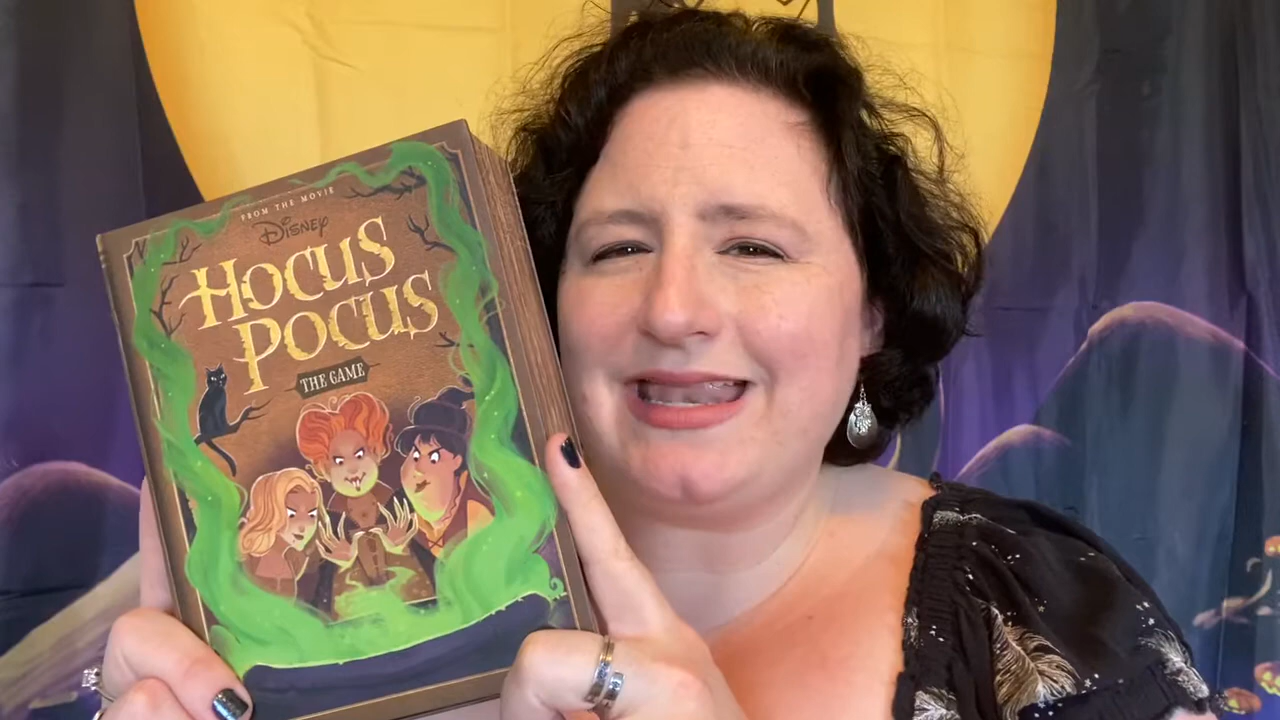 FROM THE MOVIE
DISNEY
HOCUS
POCUS
THE GAME